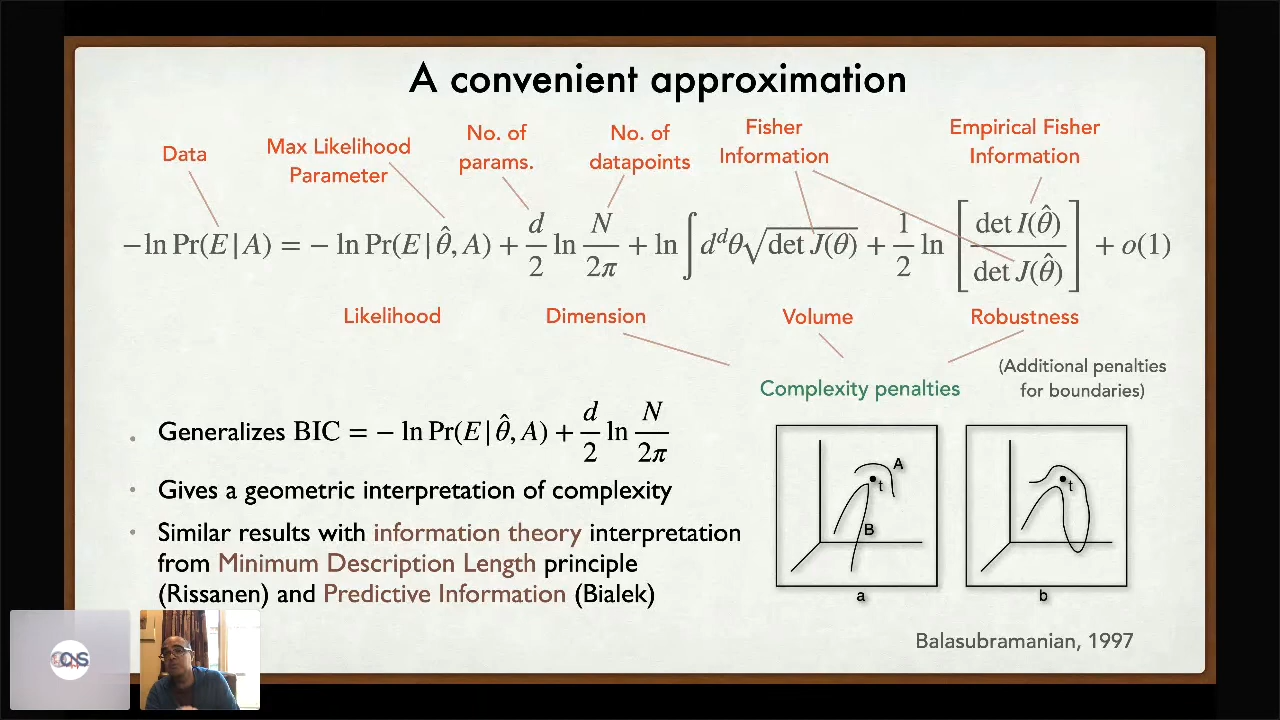 A convenient approximation
Data
Max Likelihood
Parameter
No. of
params.
No. of
datapoints
Fisher
Information
Empirical Fisher
Information
−ln Pr(E|A) = − ln Pr(E|θ̂, A) + d/2 ln N/2π + ln ∫ d^dθ√det J(θ) + 1/2 ln [det I(θ̂)/det J(θ̂)] + o(1)
Likelihood
Dimension
Volume
Robustness
Complexity penalties
(Additional penalties
for boundaries)
Generalizes BIC = − ln Pr(E|θ̂, A) + d/2 ln N/2π
Gives a geometric interpretation of complexity
Similar results with information theory interpretation
from Minimum Description Length principle
(Rissanen) and Predictive Information (Bialek)
A
t
B
a
t
b
Balasubramanian, 1997